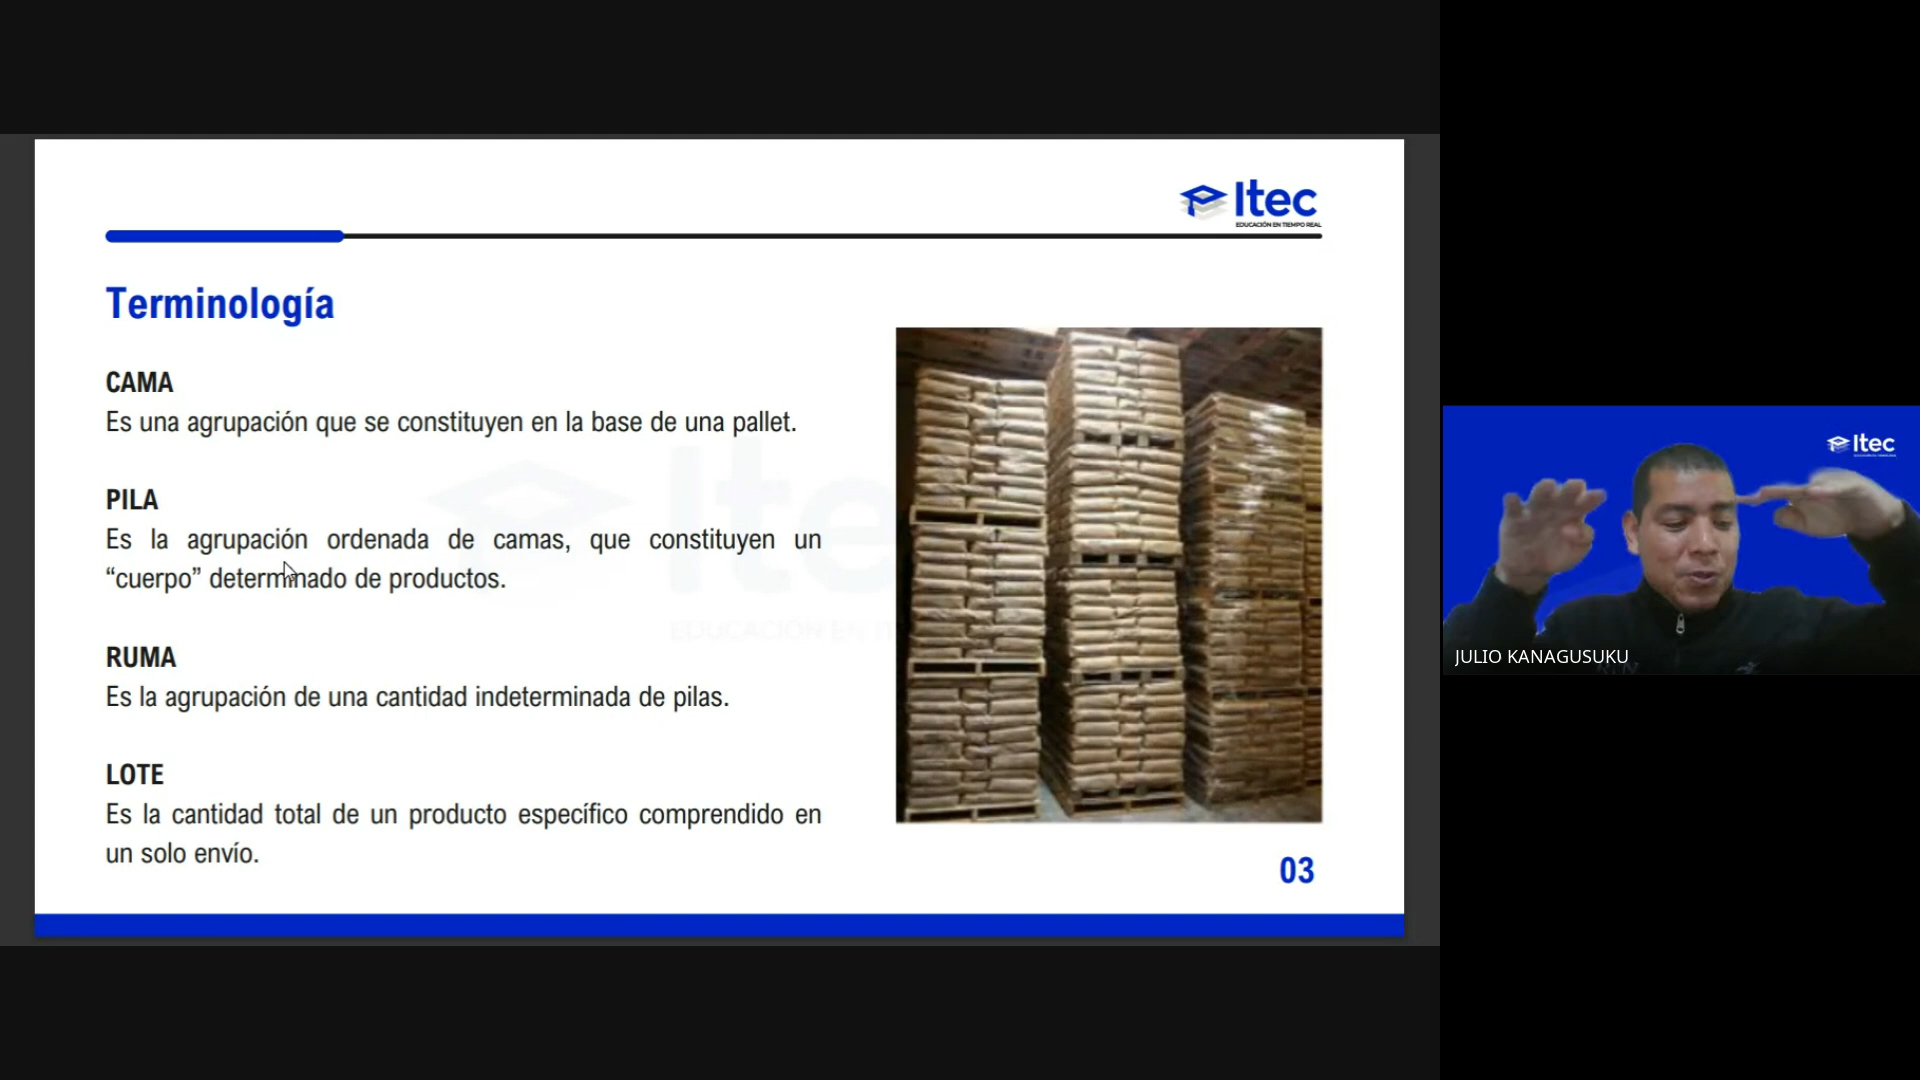 Itec
EDUCACIÓN EN TIEMPO REAL
Terminología
CAMA
Es una agrupación que se constituyen en la base de una pallet.
PILA
Es la agrupación ordenada de camas, que constituyen un
“cuerpo” determinado de productos.
RUMA
Es la agrupación de una cantidad indeterminada de pilas.
LOTE
Es la cantidad total de un producto específico comprendido en
un solo envío.
03
Itec
JULIO KANAGUSUKU